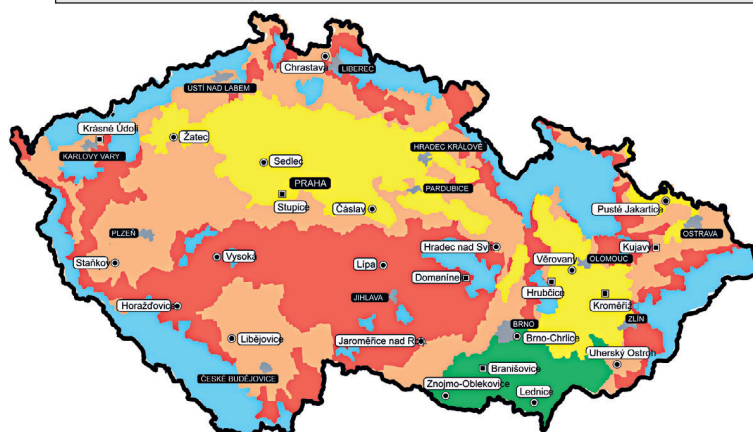 Chrastava
LIBEREC
ÚSTÍ NAD LABEM
Krásné Údolí
Žatec
KARLOVY VARY
HRADEC KRÁLOVÉ
Sedlec
PRAHA
PARDUBICE
Stupice
Čáslav
Pusté Jakartice
OSTRAVA
PLZEŇ
Hradec nad Svi
Kujavy
Staňkov
Vysoká
Lípa
Věrovany
OLOMOUC
Domanínek
Hrubčice
Kroměříž
JIHLAVA
Horažďovice
ZLÍN
BRNO
Libějovice
Jaroměřice nad Rok
Brno-Chrlice
Uherský Ostroh
ČESKÉ BUDĚJOVICE
Branišovice
Znojmo-Oblekovice
Lednice